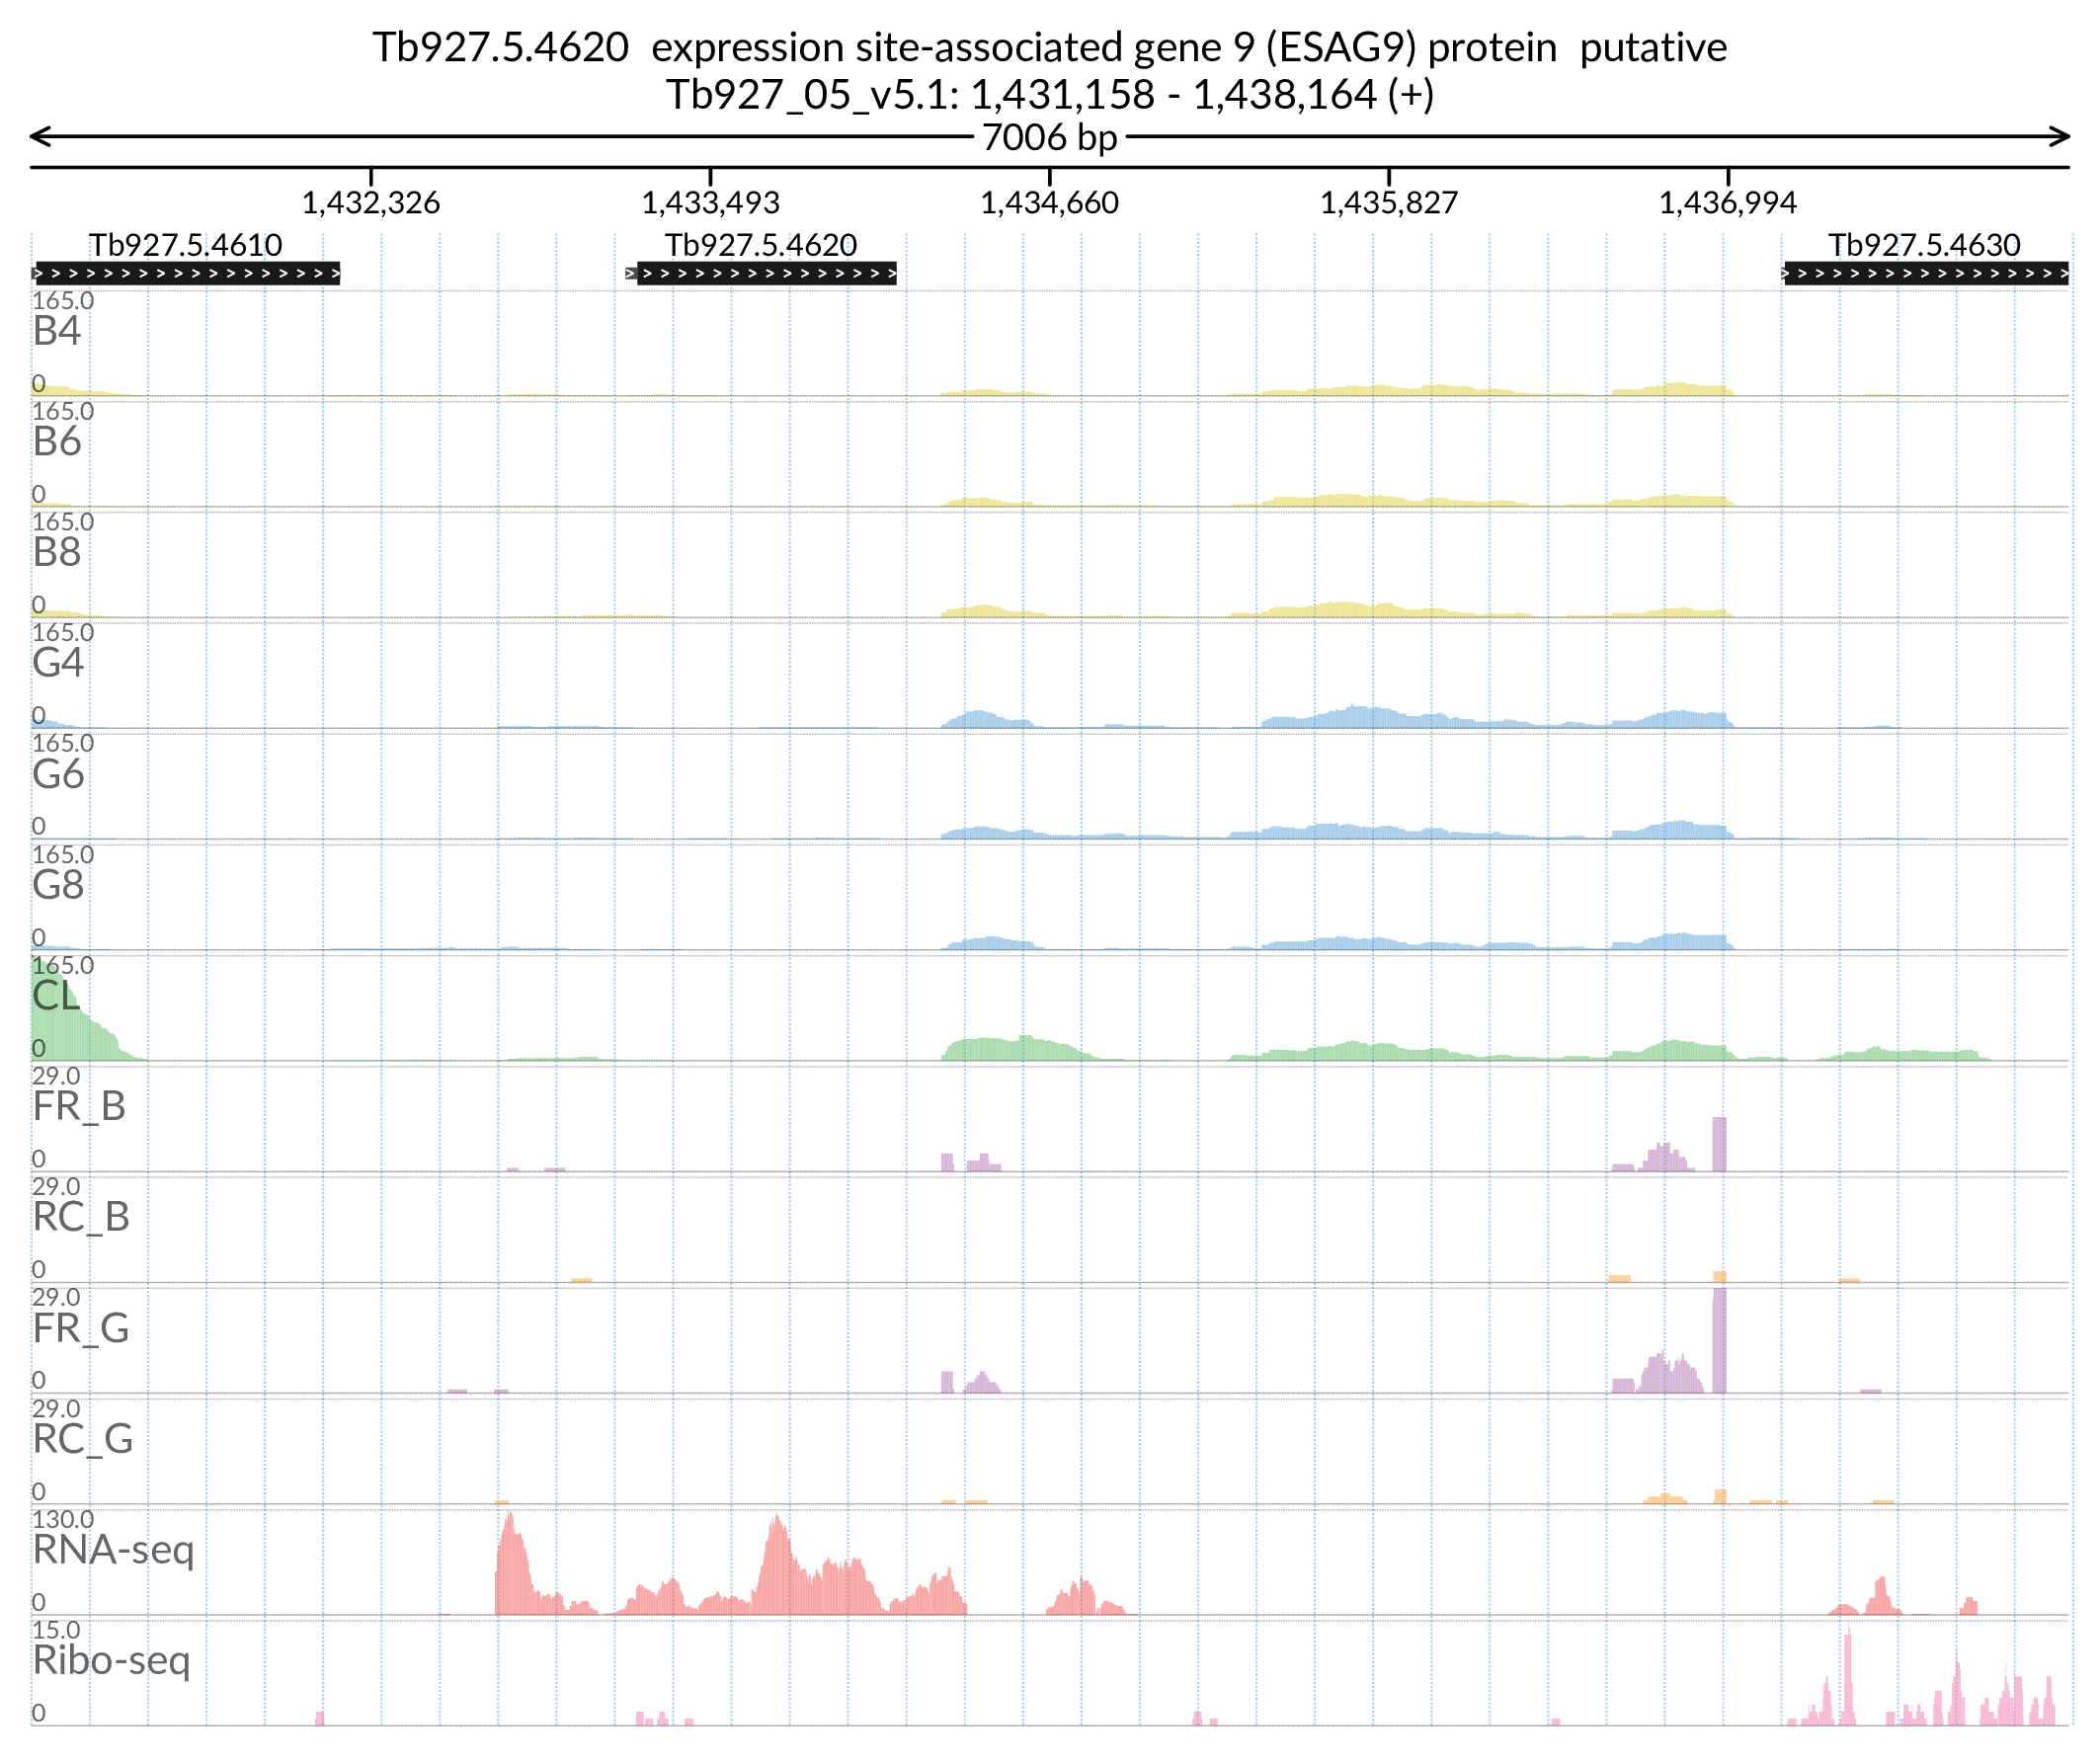 Tb927.5.4620  expression site-associated gene 9 (ESAG9) protein  putative
Tb927_05_v5.1: 1,431,158 - 1,438,164 (+)
7006 bp
1,432,326 1,433,493 1,434,660 1,435,827 1,436,994
Tb927.5.4610 Tb927.5.4620 Tb927.5.4630
165.0
B4
0
165.0
B6
0
165.0
B8
0
165.0
G4
0
165.0
G6
0
165.0
G8
0
165.0
CL
0
29.0
FR_B
0
29.0
RC_B
0
29.0
FR_G
0
29.0
RC_G
0
130.0
RNA-seq
0
15.0
Ribo-seq
0